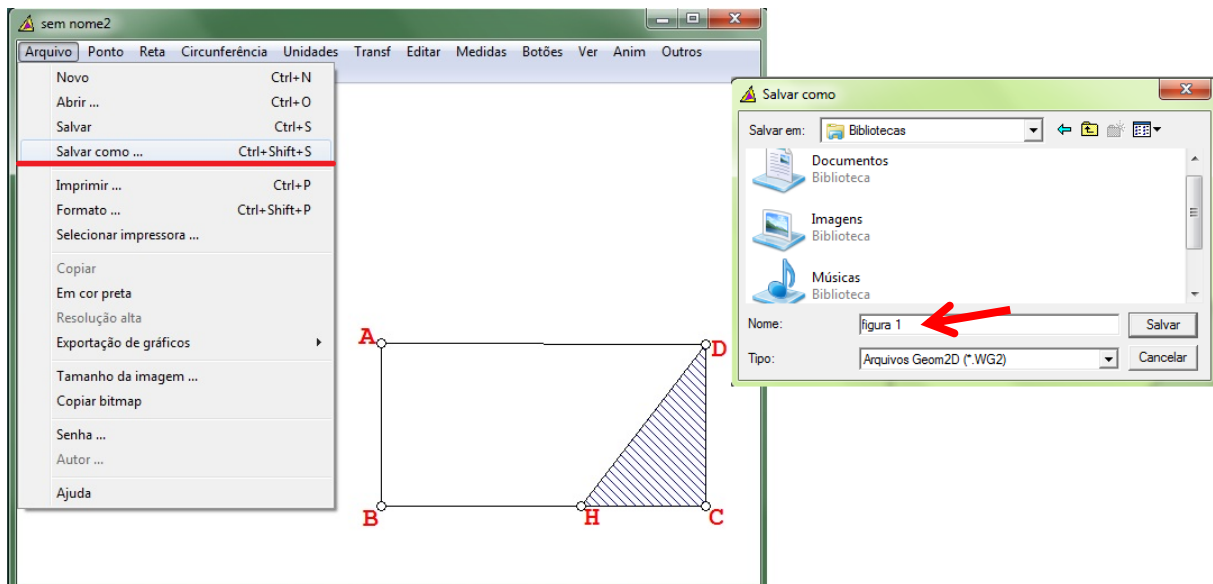 sem nome2
Arquivo Ponto Reta Circunferência Unidades Transf Editar Medidas Botões Ver Anim Outros
Novo Ctrl+N
Abrir ... Ctrl+O
Salvar Ctrl+S
Salvar como ... Ctrl+Shift+S
Imprimir ... Ctrl+P
Formato ... Ctrl+Shift+P
Selecionar impressora ...
Copiar
Em cor preta
Resolução alta
Exportação de gráficos
Tamanho da imagem ...
Copiar bitmap
Senha ...
Autor ...
Ajuda
A
D
B
H
C
Salvar como
Salvar em: Bibliotecas
Documentos
Biblioteca
Imagens
Biblioteca
Músicas
Biblioteca
Nome: figura 1 Salvar
Tipo: Arquivos Geom2D (*.WG2) Cancelar